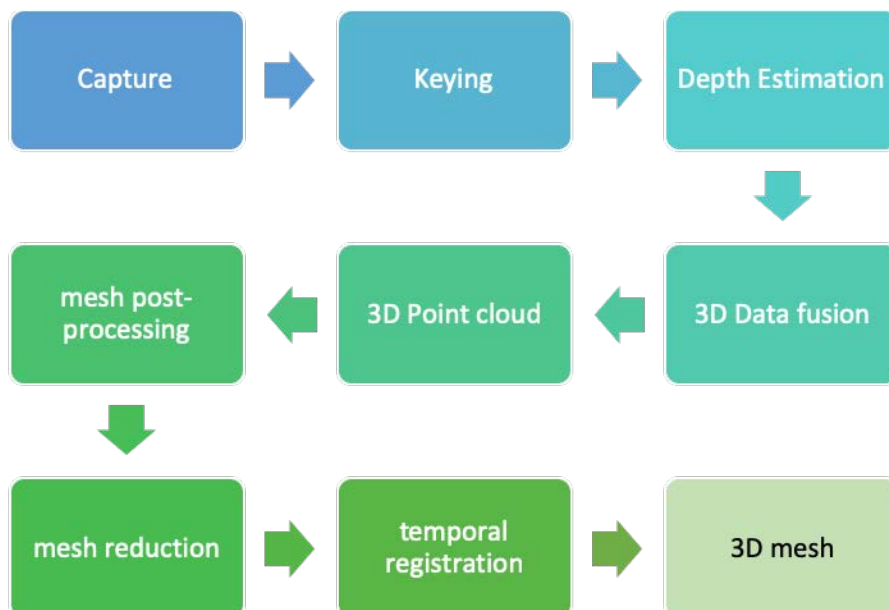 Capture
Keying
Depth Estimation
3D Data fusion
3D Point cloud
mesh post-
processing
mesh reduction
temporal
registration
3D mesh